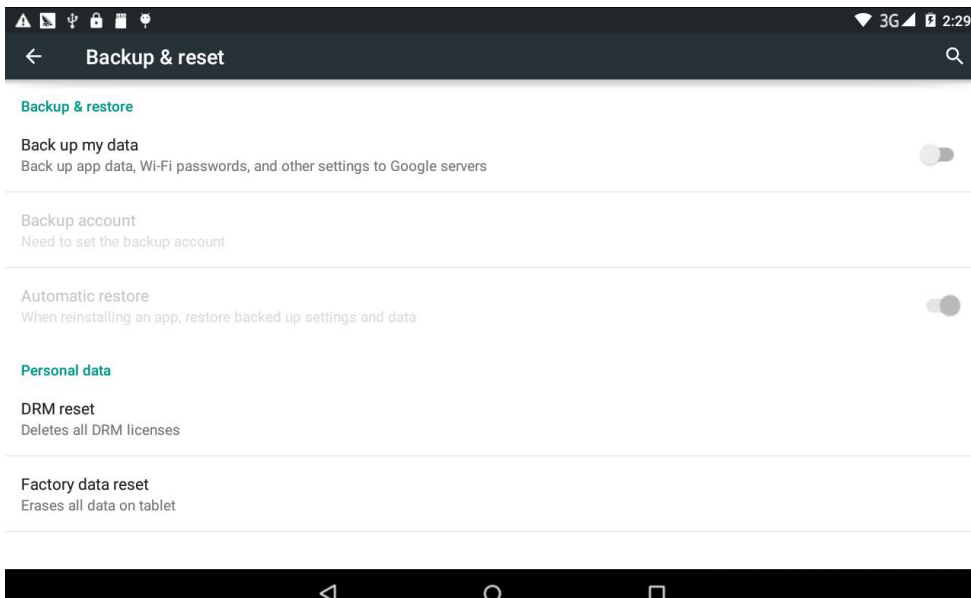 3G 2:29
Backup & reset
Backup & restore
Back up my data
Back up app data, Wi-Fi passwords, and other settings to Google servers
Backup account
Need to set the backup account
Automatic restore
When reinstalling an app, restore backed up settings and data
Personal data
DRM reset
Deletes all DRM licenses
Factory data reset
Erases all data on tablet